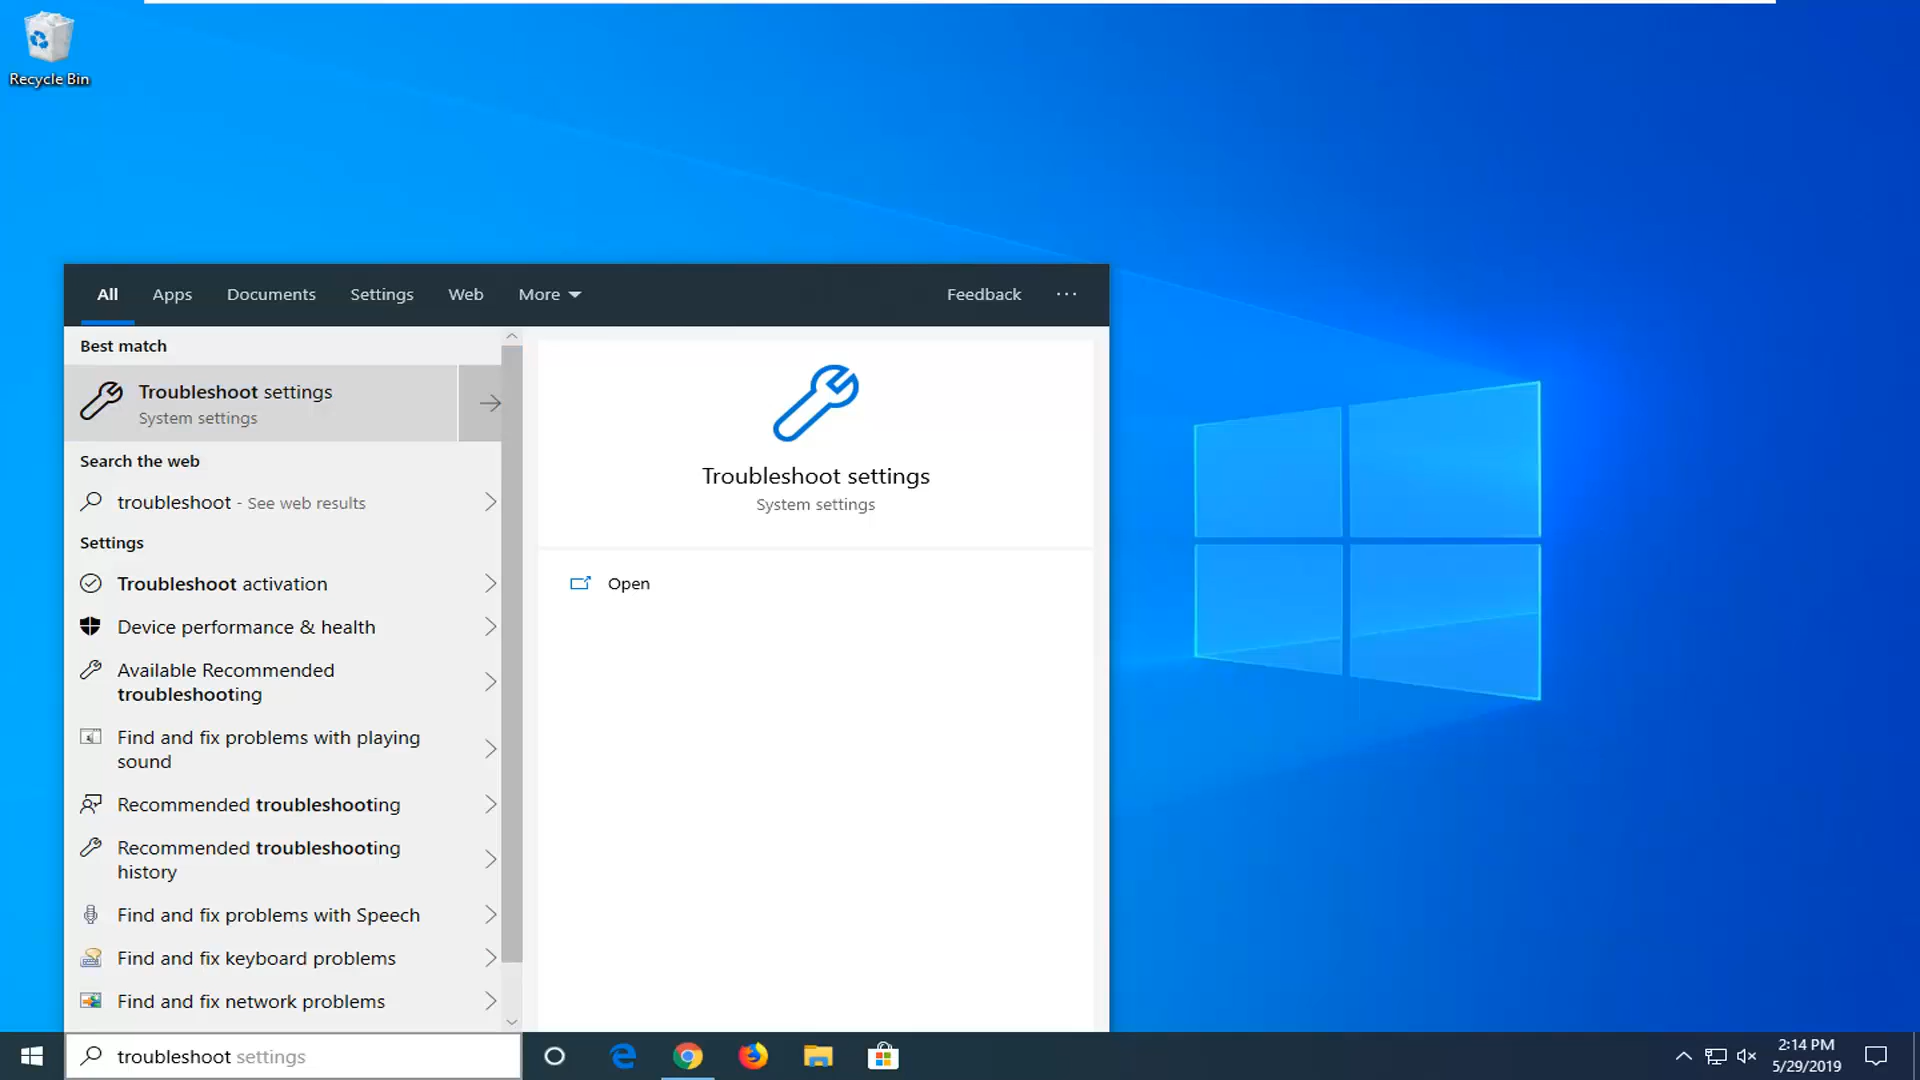 Recycle Bin
All Apps Documents Settings Web More Feedback ...
Best match
Troubleshoot settings
System settings
Search the web
troubleshoot - See web results
Settings
Troubleshoot activation
Device performance & health
Available Recommended
troubleshooting
Find and fix problems with playing
sound
Recommended troubleshooting
Recommended troubleshooting
history
Find and fix problems with Speech
Find and fix keyboard problems
Find and fix network problems
Troubleshoot settings
System settings
Open
troubleshoot settings
2:14 PM
5/29/2019